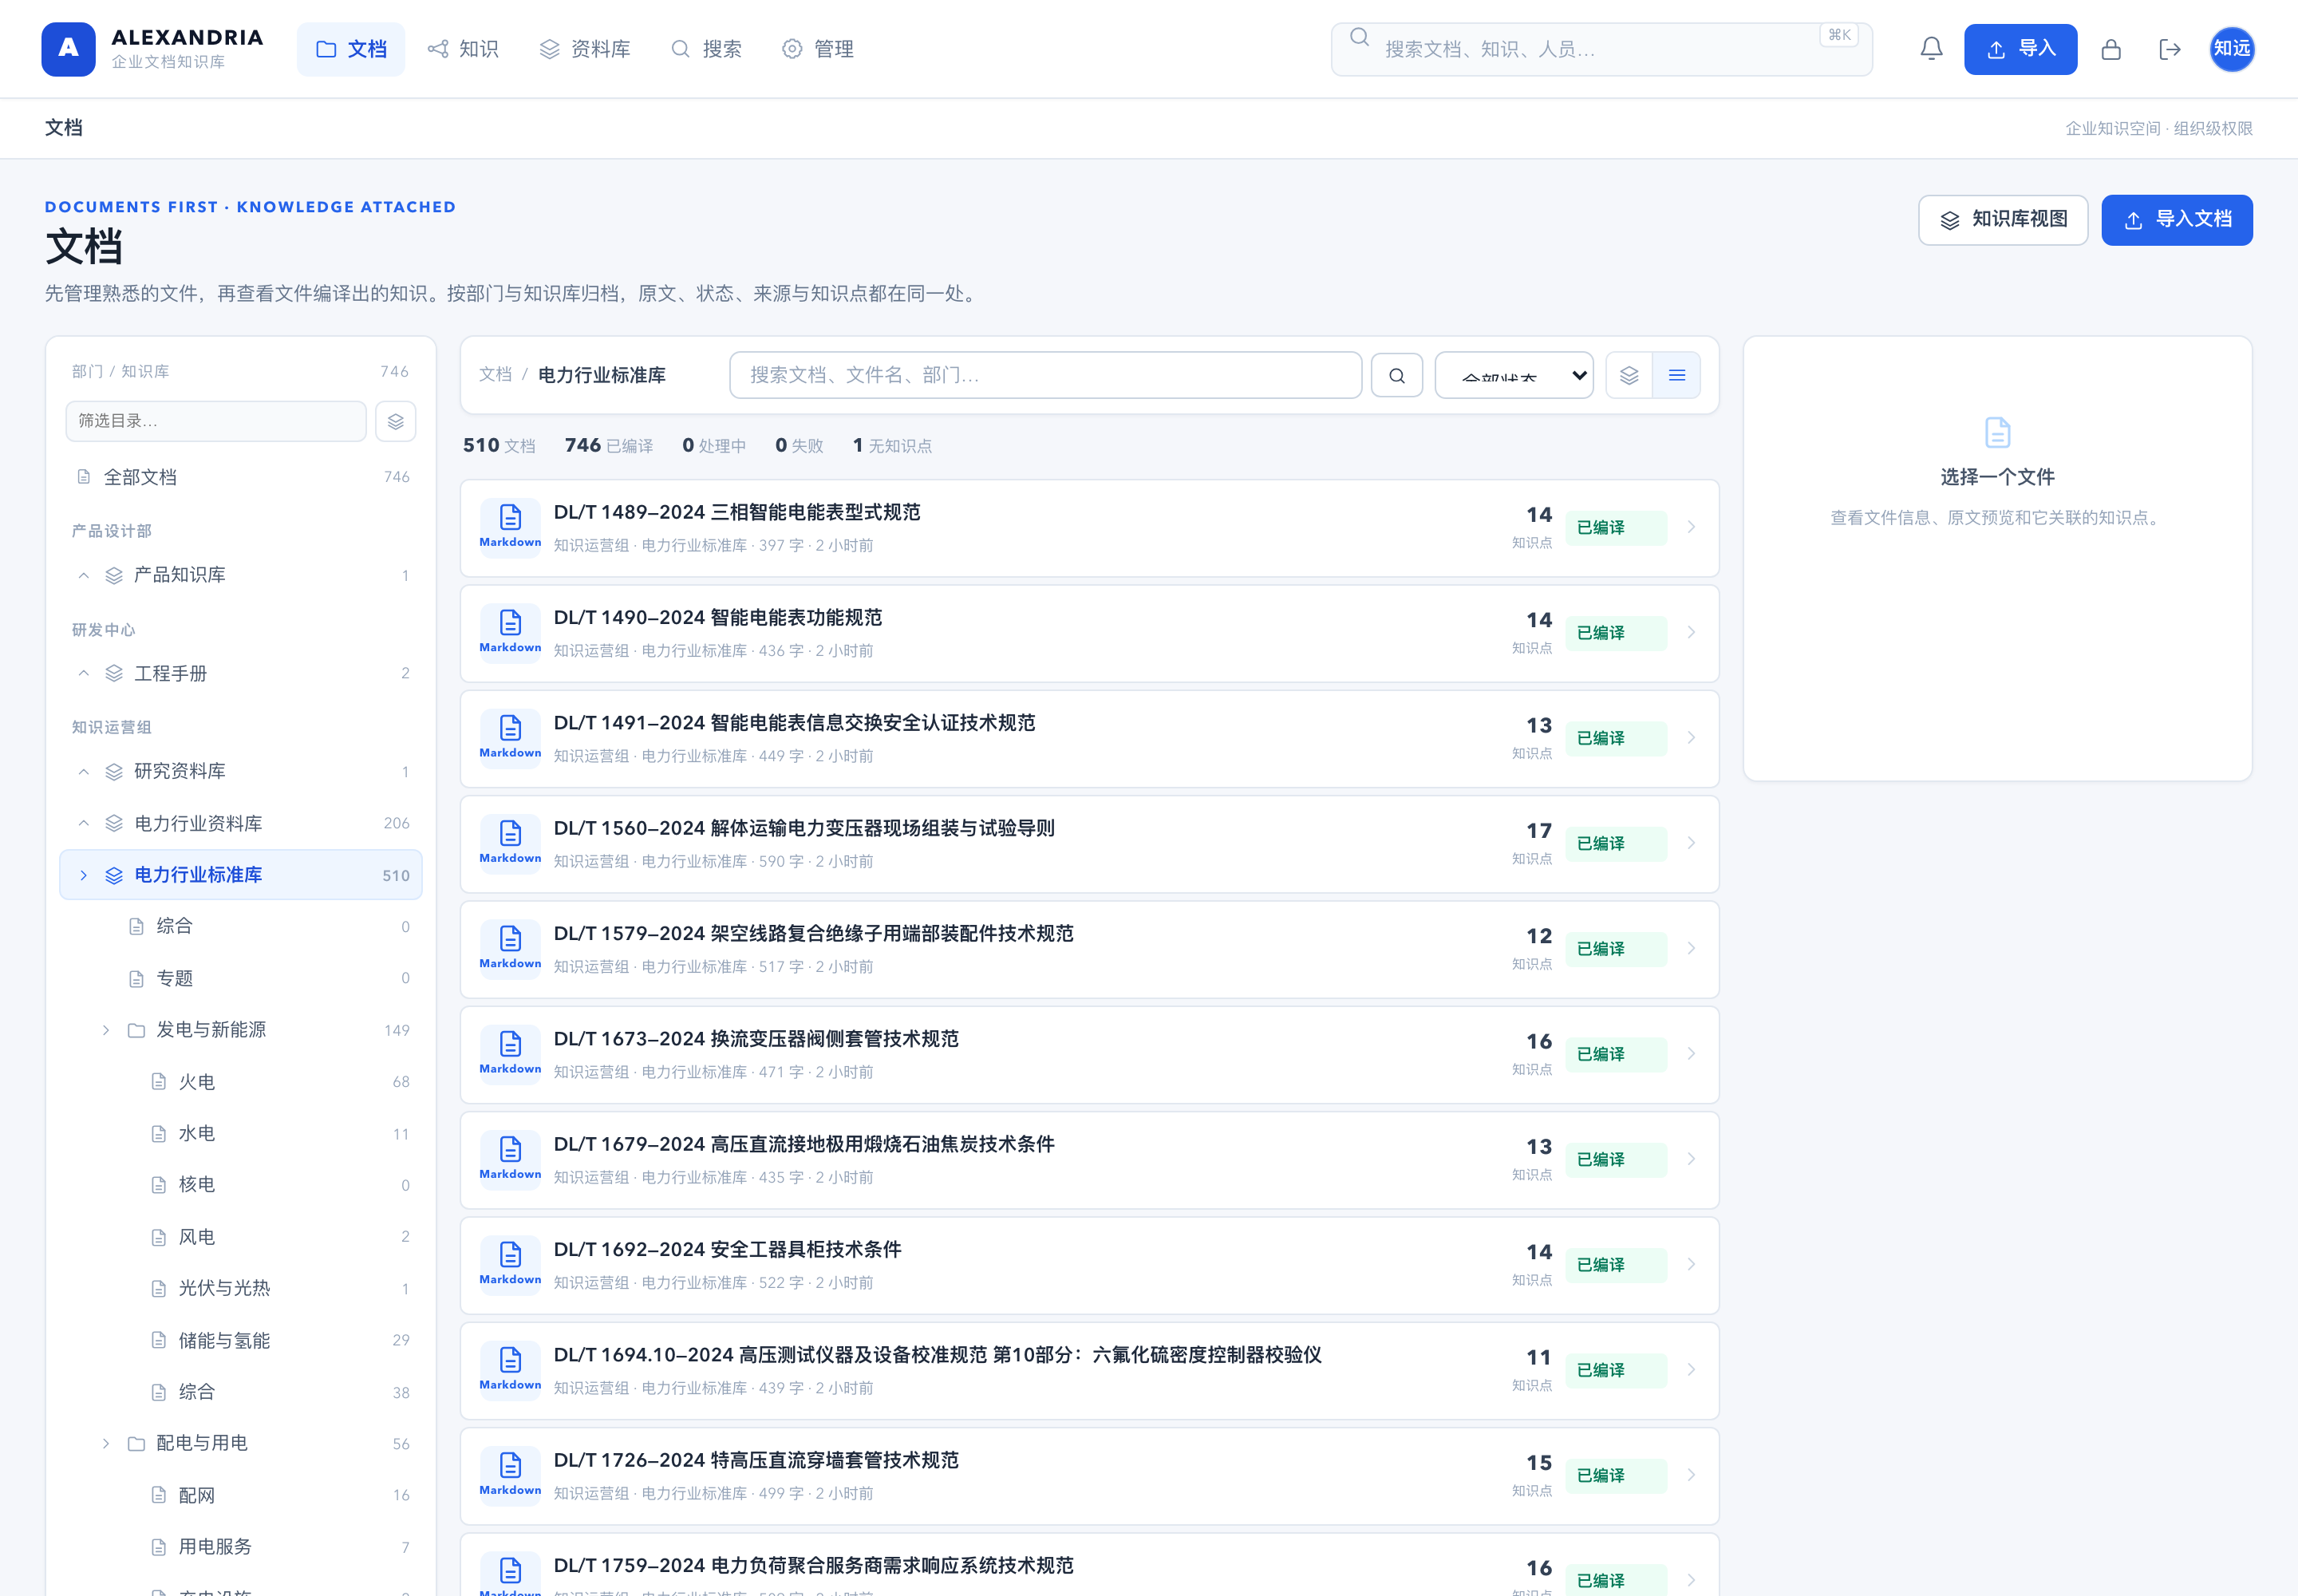 A
ALEXANDRIA
企业文档知识库
文档
知识
资料库
搜索
管理
搜索文档、知识、人员…
⌘K
导入
知远
文档
企业知识空间 · 组织级权限
DOCUMENTS FIRST · KNOWLEDGE ATTACHED
文档
先管理熟悉的文件，再查看文件编译出的知识。按部门与知识库归档，原文、状态、来源与知识点都在同一处。
知识库视图
导入文档
部门 / 知识库
746
筛选目录…
全部文档
746
产品设计部
产品知识库
1
研发中心
工程手册
2
知识运营组
研究资料库
1
电力行业资料库
206
电力行业标准库
510
综合
0
专题
0
发电与新能源
149
火电
68
水电
11
核电
0
风电
2
光伏与光热
1
储能与氢能
29
综合
38
配电与用电
56
配网
16
用电服务
7
文档 / 电力行业标准库
搜索文档、文件名、部门…
全部状态
510 文档
746 已编译
0 处理中
0 失败
1 无知识点
Markdown
DL/T 1489—2024 三相智能电能表型式规范
知识运营组 · 电力行业标准库 · 397 字 · 2 小时前
14
知识点
已编译
Markdown
DL/T 1490—2024 智能电能表功能规范
知识运营组 · 电力行业标准库 · 436 字 · 2 小时前
14
知识点
已编译
Markdown
DL/T 1491—2024 智能电能表信息交换安全认证技术规范
知识运营组 · 电力行业标准库 · 449 字 · 2 小时前
13
知识点
已编译
Markdown
DL/T 1560—2024 解体运输电力变压器现场组装与试验导则
知识运营组 · 电力行业标准库 · 590 字 · 2 小时前
17
知识点
已编译
Markdown
DL/T 1579—2024 架空线路复合绝缘子用端部装配件技术规范
知识运营组 · 电力行业标准库 · 517 字 · 2 小时前
12
知识点
已编译
Markdown
DL/T 1673—2024 换流变压器阀侧套管技术规范
知识运营组 · 电力行业标准库 · 471 字 · 2 小时前
16
知识点
已编译
Markdown
DL/T 1679—2024 高压直流接地极用煅烧石油焦炭技术条件
知识运营组 · 电力行业标准库 · 435 字 · 2 小时前
13
知识点
已编译
Markdown
DL/T 1692—2024 安全工器具柜技术条件
知识运营组 · 电力行业标准库 · 522 字 · 2 小时前
14
知识点
已编译
Markdown
DL/T 1694.10—2024 高压测试仪器及设备校准规范 第10部分：六氟化硫密度控制器校验仪
知识运营组 · 电力行业标准库 · 439 字 · 2 小时前
11
知识点
已编译
Markdown
DL/T 1726—2024 特高压直流穿墙套管技术规范
知识运营组 · 电力行业标准库 · 499 字 · 2 小时前
15
知识点
已编译
Markdown
DL/T 1759—2024 电力负荷聚合服务商需求响应系统技术规范
16
已编译
选择一个文件
查看文件信息、原文预览和它关联的知识点。